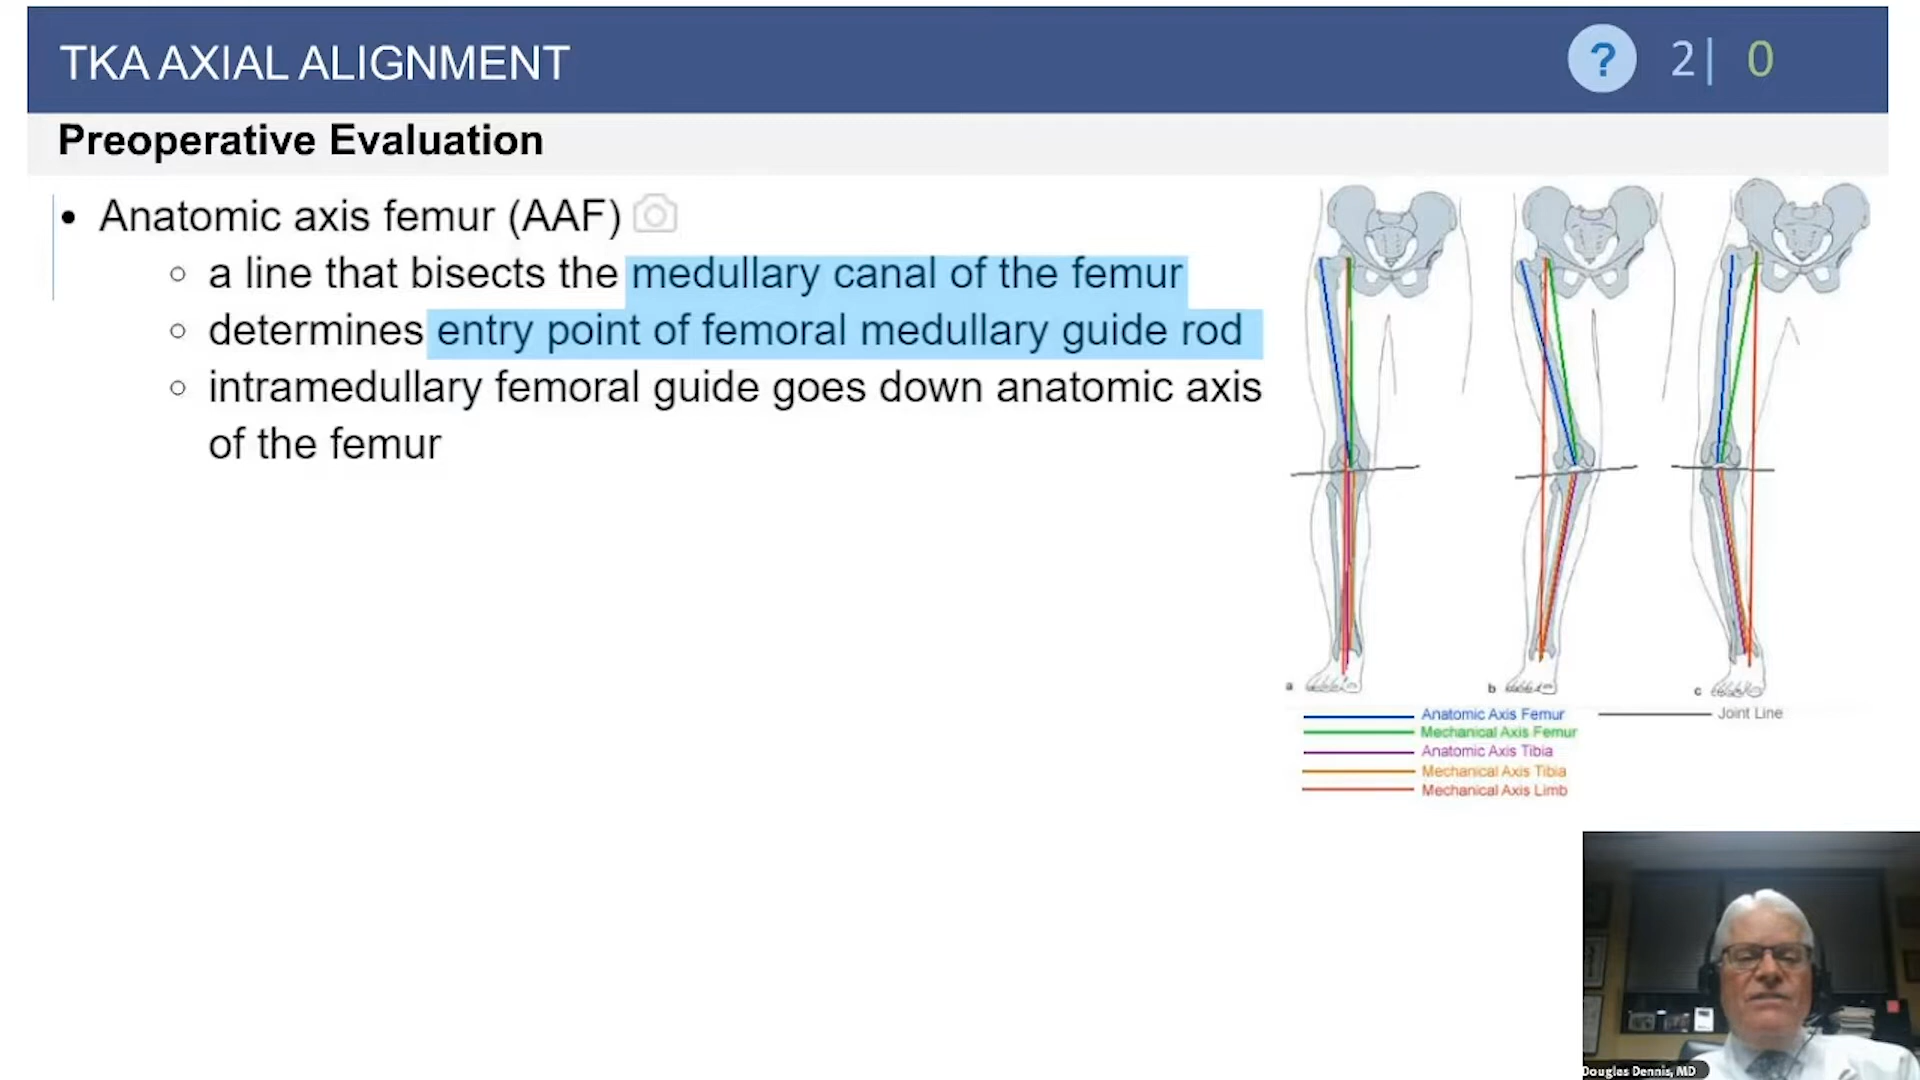 TKA AXIAL ALIGNMENT
? 2| 0
Preoperative Evaluation
• Anatomic axis femur (AAF)
○ a line that bisects the medullary canal of the femur
○ determines entry point of femoral medullary guide rod
○ intramedullary femoral guide goes down anatomic axis
of the femur
a b c
Anatomic Axis Femur
Joint Line
Mechanical Axis Femur
Anatomic Axis Tibia
Mechanical Axis Tibia
Mechanical Axis Limb
Douglas Dennis, MD